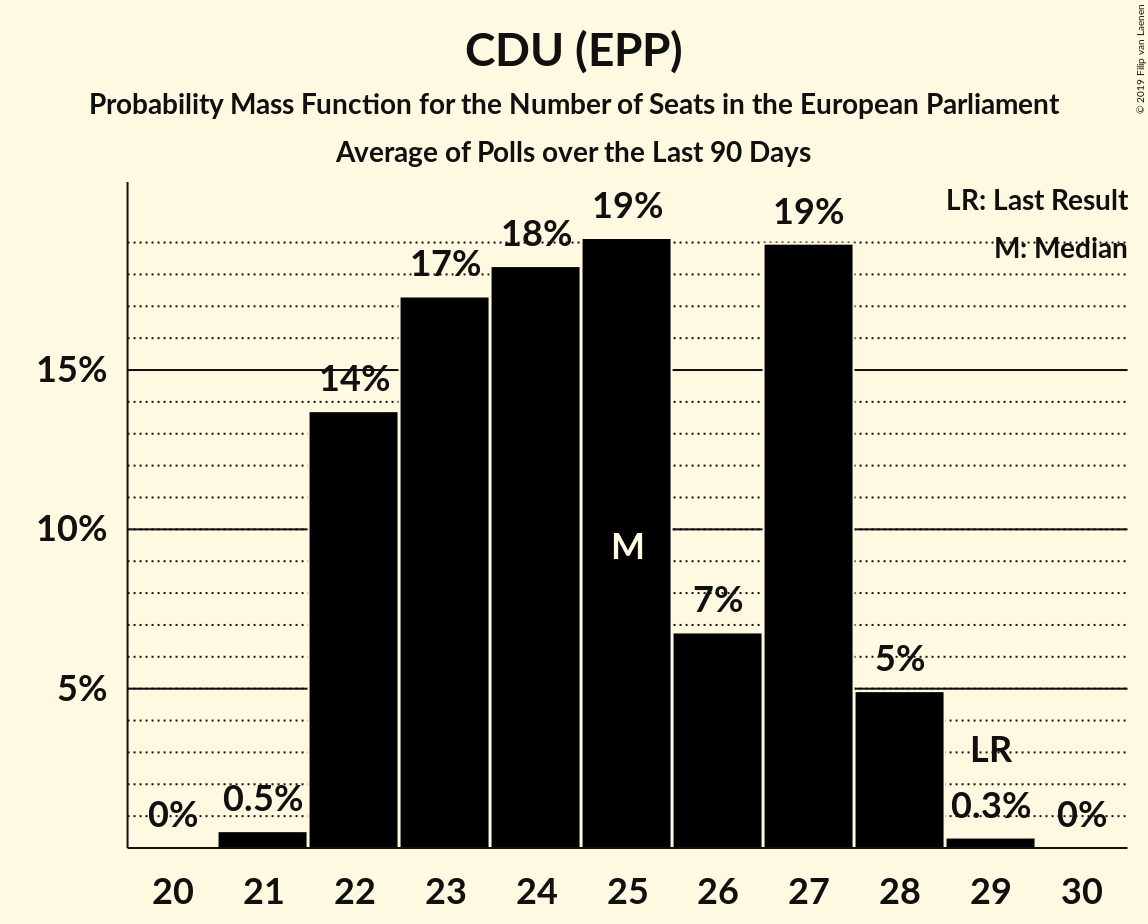 CDU (EPP)
Probability Mass Function for the Number of Seats in the European Parliament
Average of Polls over the Last 90 Days
© 2019 Filip van Laenen
LR: Last Result
M: Median
19%
19%
18%
17%
15%
14%
10%
M
7%
5%
5%
LR
0%
0.5%
0.3%
0%
20 21 22 23 24 25 26 27 28 29 30